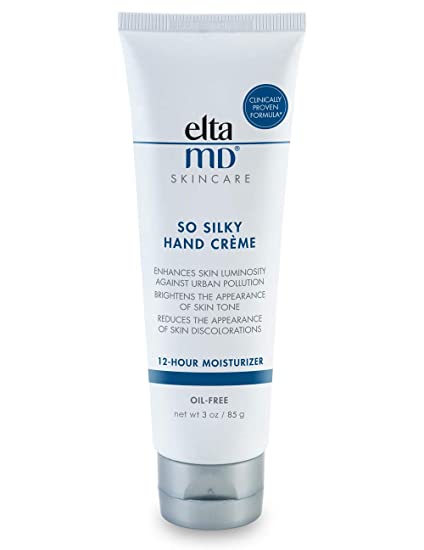 CLINICALLY
PROVEN
FORMULA*
elta
MD®
SKINCARE
SO SILKY
HAND CRÈME
ENHANCES SKIN LUMINOSITY
AGAINST URBAN POLLUTION
BRIGHTENS THE APPEARANCE
OF SKIN TONE
REDUCES THE APPEARANCE
OF SKIN DISCOLORATIONS
12-HOUR MOISTURIZER
OIL-FREE
net wt 3 oz / 85 g